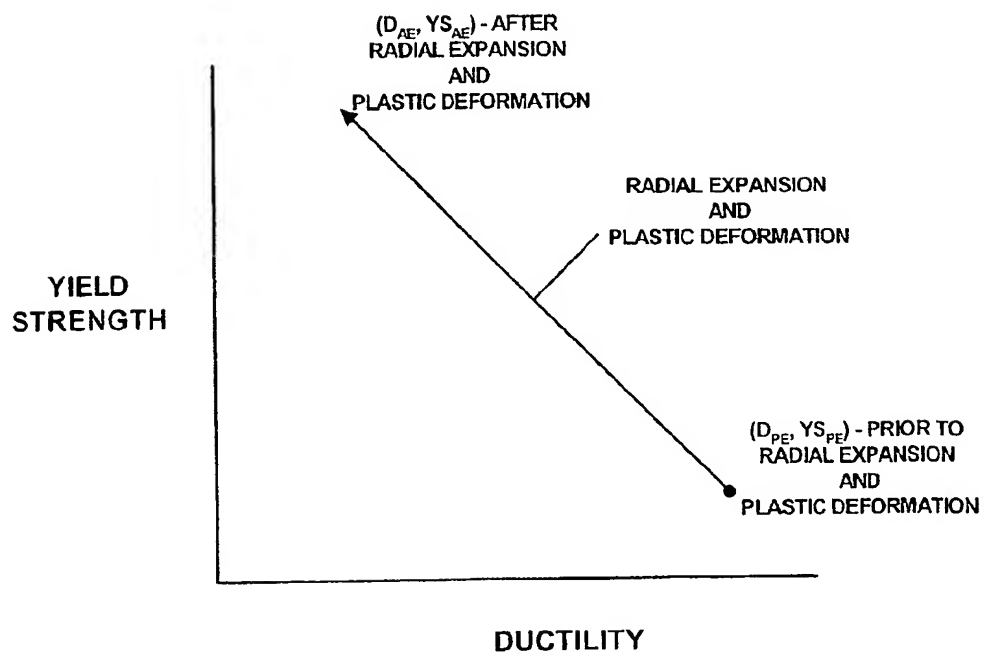 (D_AE, YS_AE) - AFTER
RADIAL EXPANSION
AND
PLASTIC DEFORMATION
RADIAL EXPANSION
AND
PLASTIC DEFORMATION
YIELD
STRENGTH
(D_PE, YS_PE) - PRIOR TO
RADIAL EXPANSION
AND
PLASTIC DEFORMATION
DUCTILITY